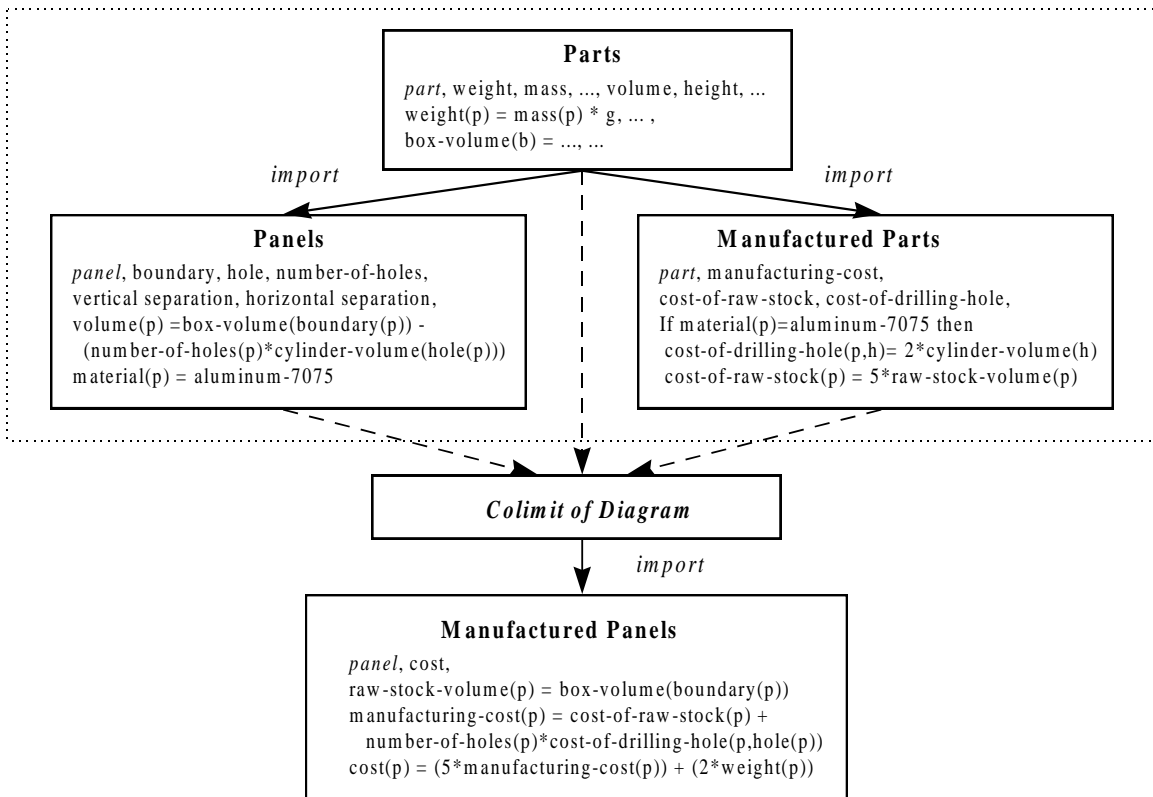 Parts
part, weight, mass, ..., volume, height, ...
weight(p) = mass(p) * g, ... ,
box-volume(b) = ..., ...
import
import
Panels
panel, boundary, hole, number-of-holes,
vertical separation, horizontal separation,
volume(p) =box-volume(boundary(p)) -
(number-of-holes(p)*cylinder-volume(hole(p)))
material(p) = aluminum-7075
Manufactured Parts
part, manufacturing-cost,
cost-of-raw-stock, cost-of-drilling-hole,
If material(p)=aluminum-7075 then
cost-of-drilling-hole(p,h)= 2*cylinder-volume(h)
cost-of-raw-stock(p) = 5*raw-stock-volume(p)
Colimit of Diagram
import
Manufactured Panels
panel, cost,
raw-stock-volume(p) = box-volume(boundary(p))
manufacturing-cost(p) = cost-of-raw-stock(p) +
number-of-holes(p)*cost-of-drilling-hole(p,hole(p))
cost(p) = (5*manufacturing-cost(p)) + (2*weight(p))